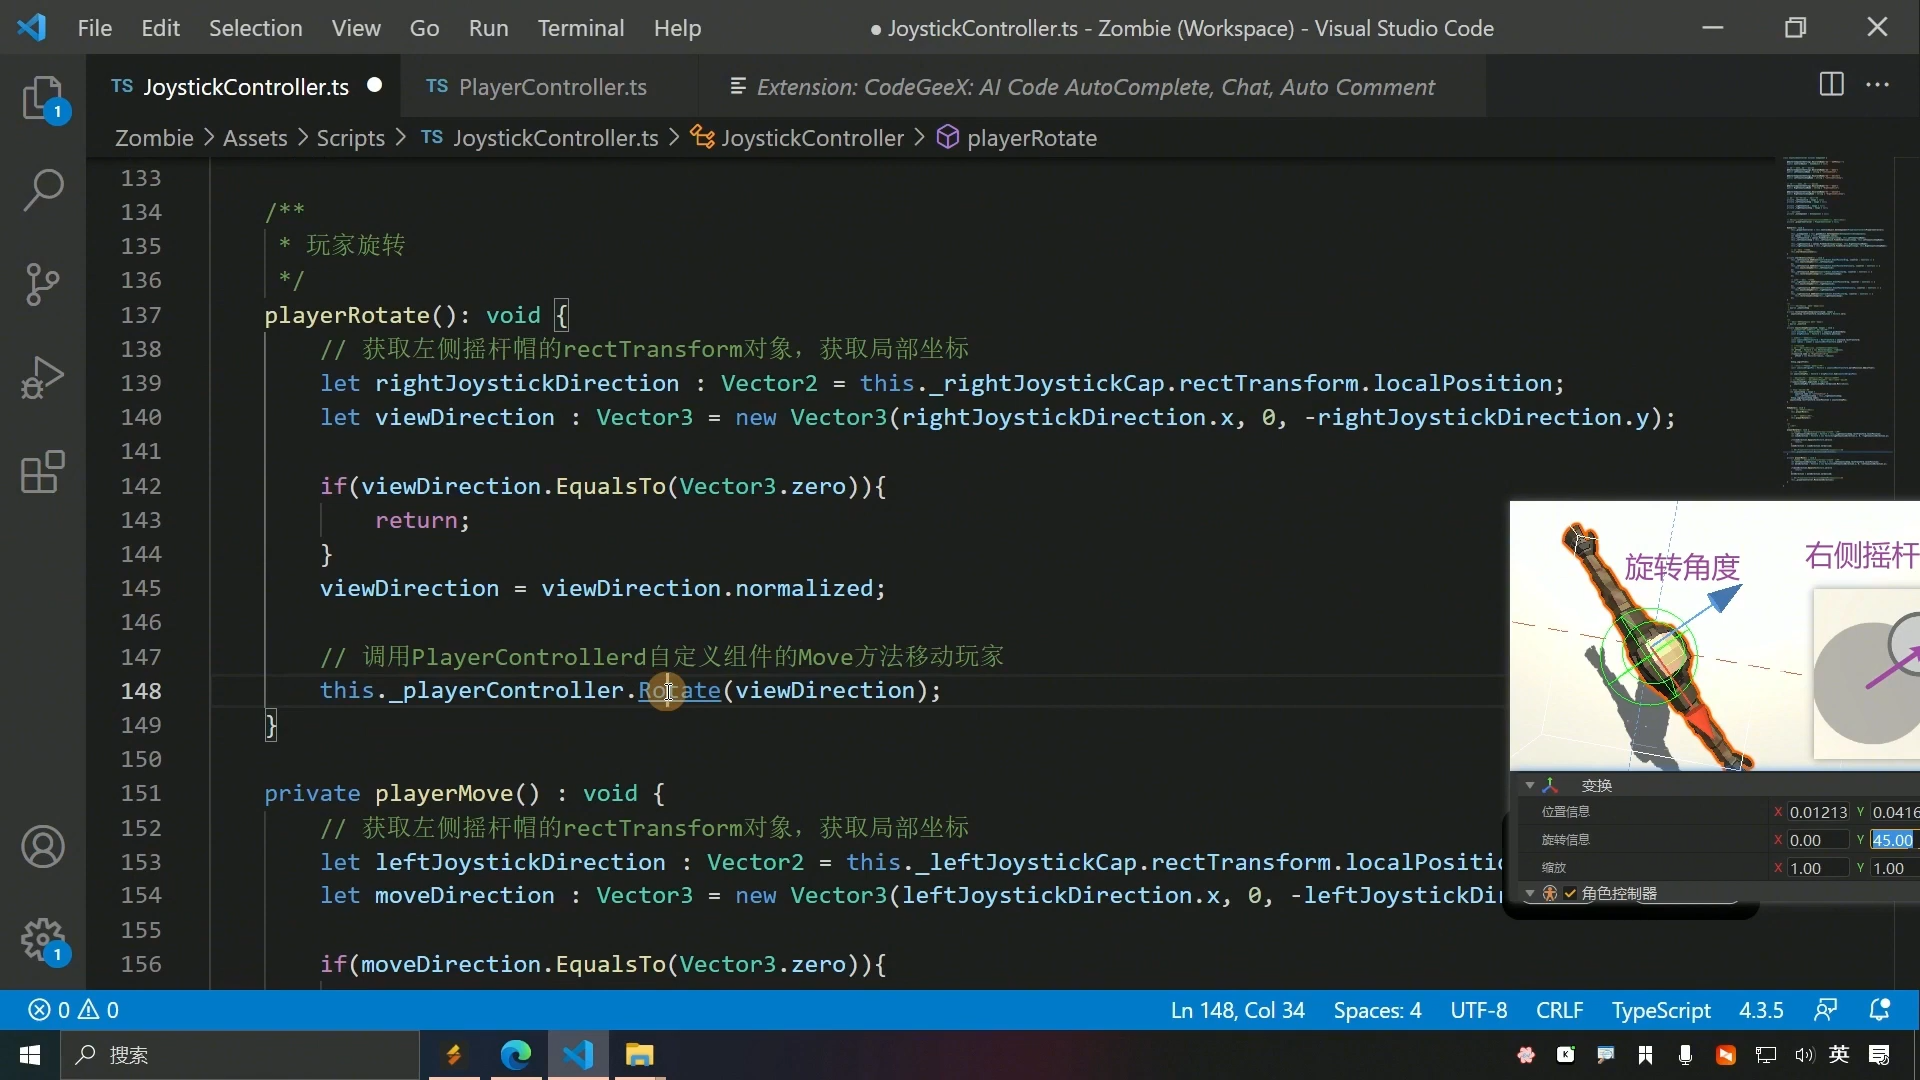 File Edit Selection View Go Run Terminal Help
● JoystickController.ts - Zombie (Workspace) - Visual Studio Code
TS JoystickController.ts ● TS PlayerController.ts Extension: CodeGeeX: AI Code AutoComplete, Chat, Auto Comment
Zombie > Assets > Scripts > TS JoystickController.ts > JoystickController > playerRotate
133
134 /**
135 * 玩家旋转
136 */
137 playerRotate(): void {
138 // 获取左侧摇杆帽的rectTransform对象，获取局部坐标
139 let rightJoystickDirection : Vector2 = this._rightJoystickCap.rectTransform.localPosition;
140 let viewDirection : Vector3 = new Vector3(rightJoystickDirection.x, 0, -rightJoystickDirection.y);
141
142 if(viewDirection.EqualsTo(Vector3.zero)){
143 return;
144 }
145 viewDirection = viewDirection.normalized;
146
147 // 调用PlayerControllerd自定义组件的Move方法移动玩家
148 this._playerController.Rotate(viewDirection);
149 }
150
151 private playerMove() : void {
152 // 获取左侧摇杆帽的rectTransform对象，获取局部坐标
153 let leftJoystickDirection : Vector2 = this._leftJoystickCap.rectTransform.localPositi
154 let moveDirection : Vector3 = new Vector3(leftJoystickDirection.x, 0, -leftJoystickDi
155
156 if(moveDirection.EqualsTo(Vector3.zero)){
旋转角度
右侧摇杆
变换
位置信息 X 0.01213 Y 0.0416
旋转信息 X 0.00 Y 45.00
缩放 X 1.00 Y 1.00
角色控制器
1
1
0 0
Ln 148, Col 34 Spaces: 4 UTF-8 CRLF TypeScript 4.3.5
搜索
英